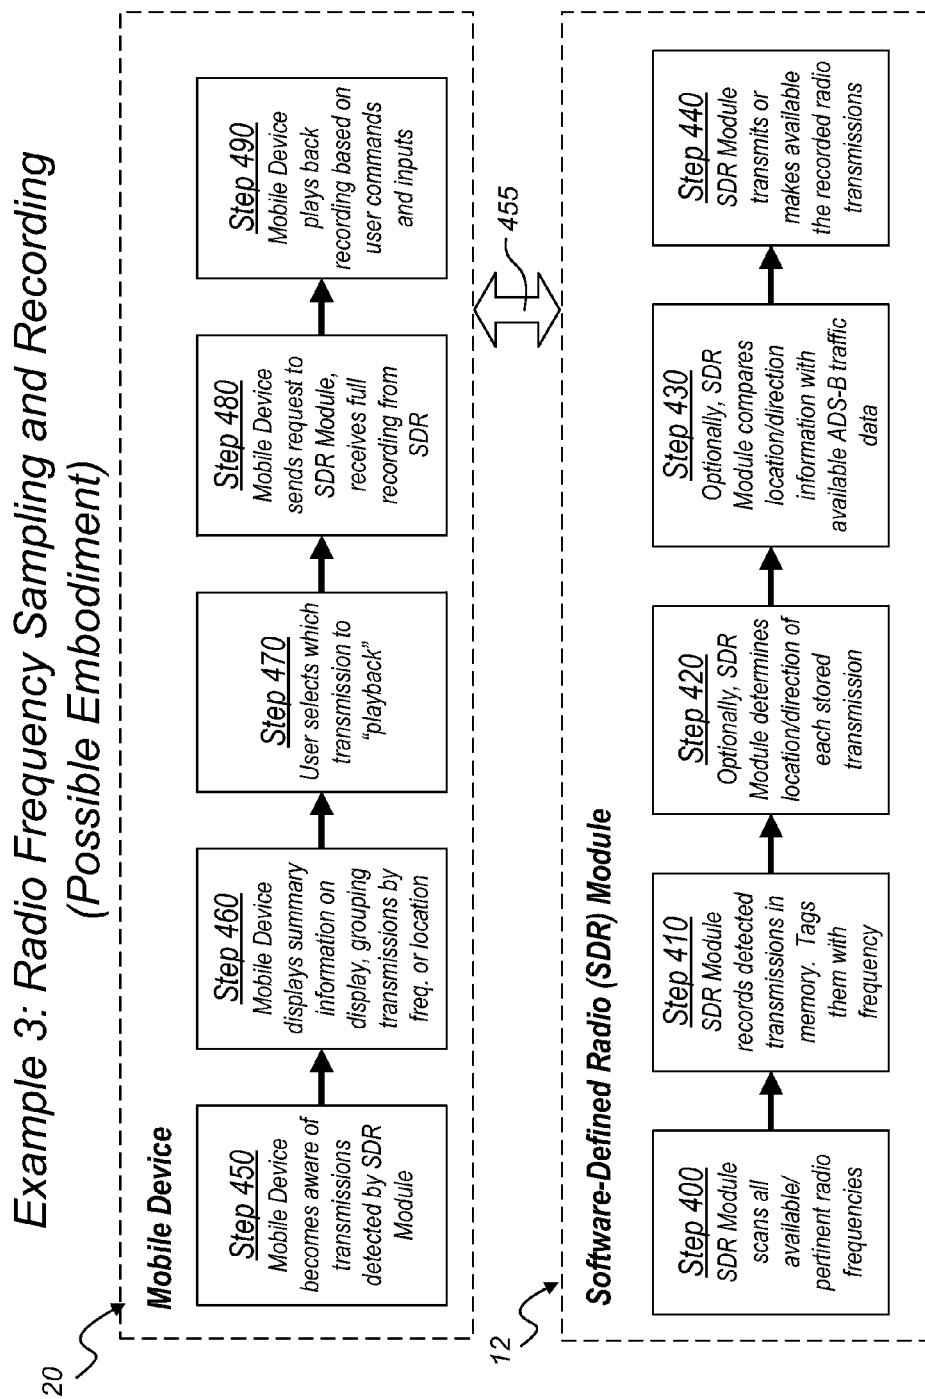 Example 3: Radio Frequency Sampling and Recording
(Possible Embodiment)
20
Mobile Device
Step 450
Mobile Device
becomes aware of
transmissions
detected by SDR
Module
Step 460
Mobile Device
displays summary
information on
display, grouping
transmissions by
freq. or location
Step 470
User selects which
transmission to
“playback”
Step 480
Mobile Device
sends request to
SDR Module,
receives full
recording from
SDR
Step 490
Mobile Device
plays back
recording based on
user commands
and inputs
455
12
Software-Defined Radio (SDR) Module
Step 400
SDR Module
scans all
available/
pertinent radio
frequencies
Step 410
SDR Module
records detected
transmissions in
memory. Tags
them with
frequency
Step 420
Optionally, SDR
Module determines
location/direction of
each stored
transmission
Step 430
Optionally, SDR
Module compares
location/direction
information with
available ADS-B traffic
data
Step 440
SDR Module
transmits or
makes available
the recorded radio
transmissions